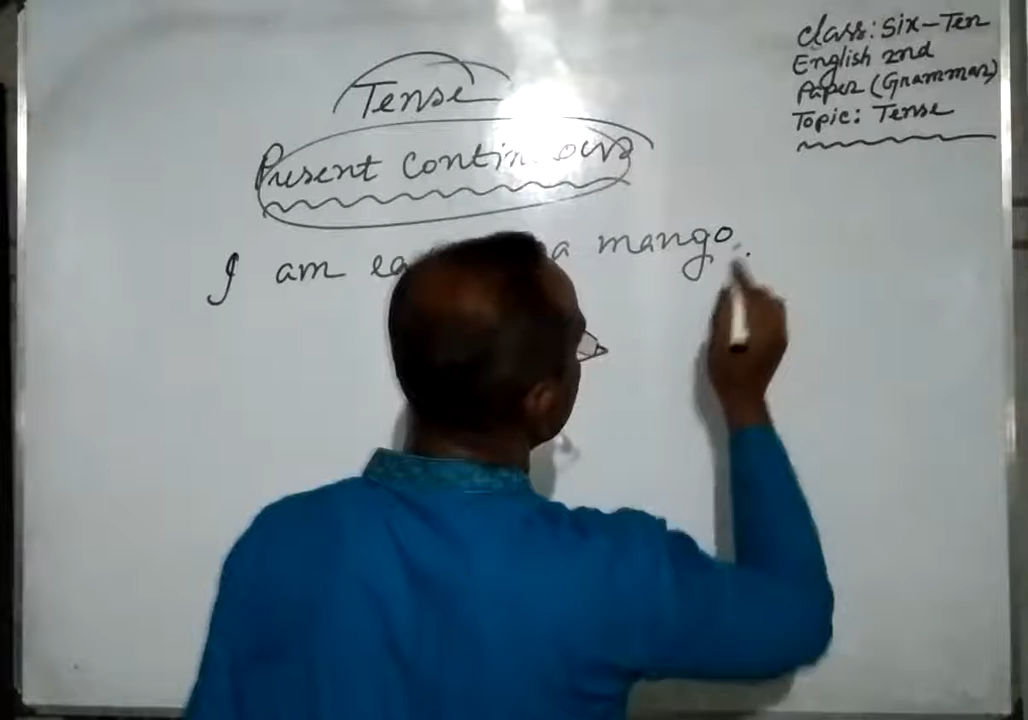 Tense
Present continuous
I am a mango.
Class: Six-Ten
English 2nd
Paper (Grammar)
Topic: Tense